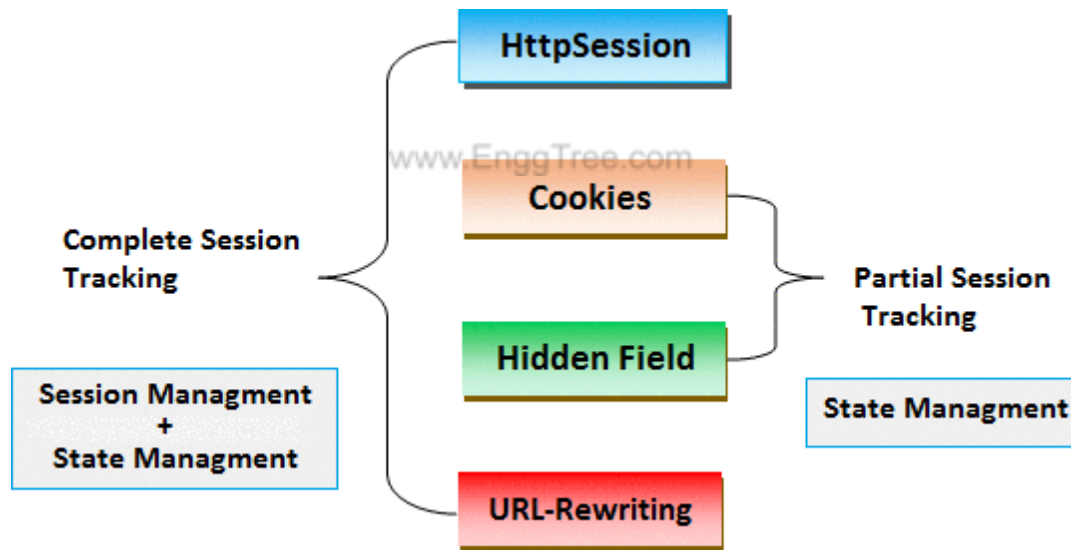 HttpSession
www.EnggTree.com
Cookies
Complete Session
Tracking
Partial Session
Tracking
Hidden Field
Session Managment
+
State Managment
State Managment
URL-Rewriting